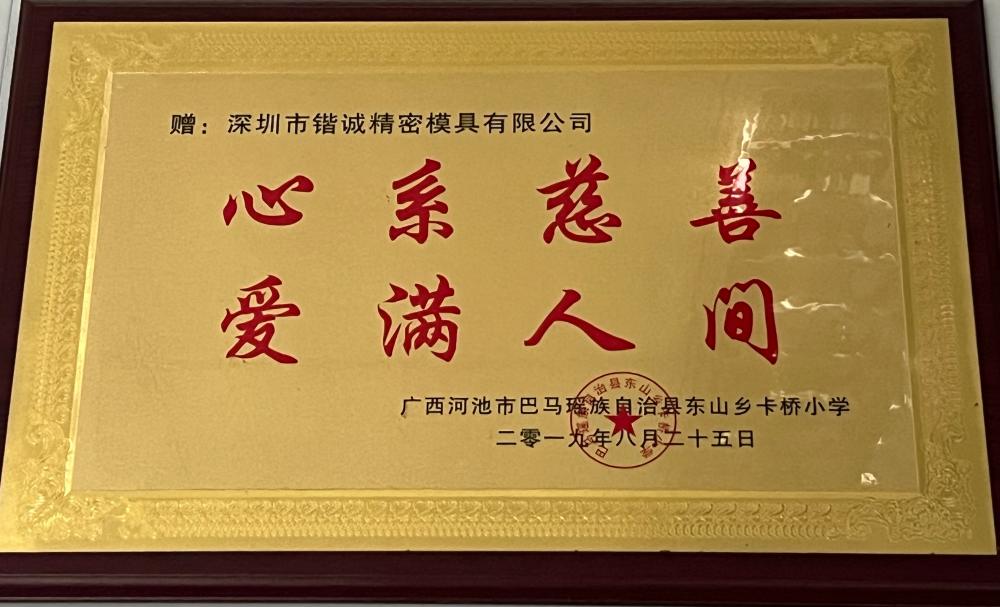 赠：深圳市锴诚精密模具有限公司
心系慈善
爱满人间
广西河池市巴马瑶族自治县东山乡卡桥小学
二零一九年八月二十五日